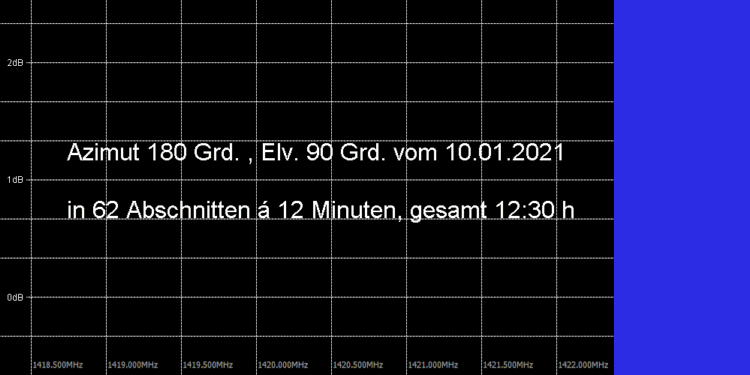 2dB
Azimut 180 Grd. , Elv. 90 Grd. vom 10.01.2021
1dB
in 62 Abschnitten á 12 Minuten, gesamt 12:30 h
0dB
1418.500MHz 1419.000MHz 1419.500MHz 1420.000MHz 1420.500MHz 1421.000MHz 1421.500MHz 1422.000MHz